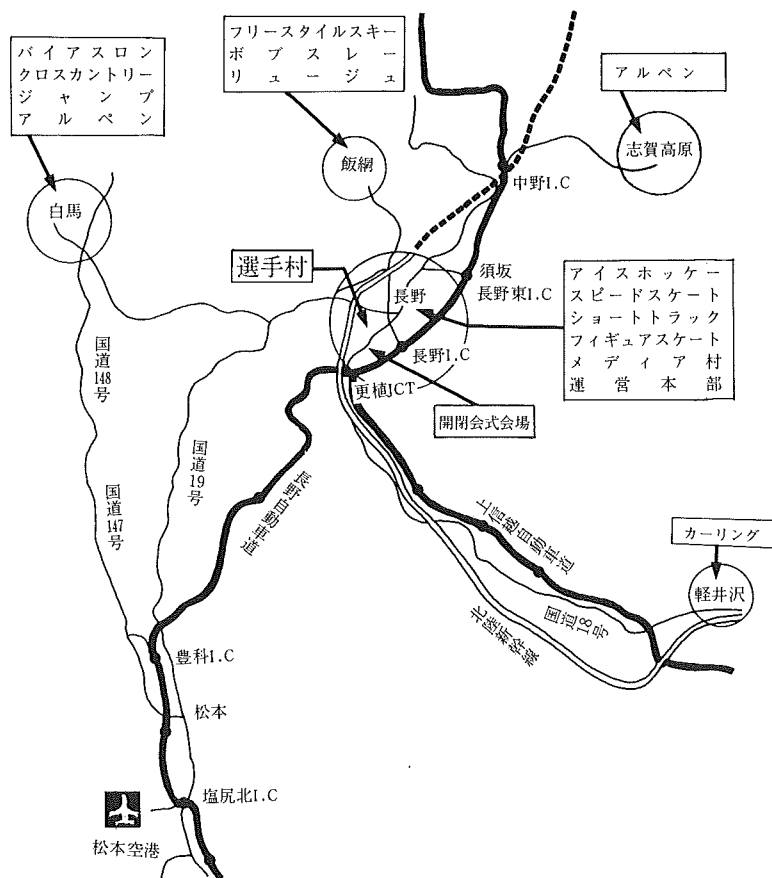 バイアスロン
クロスカントリー
ジャンプ
アルペン
フリースタイルスキー
ボブスレー
リュージュ
アルペン
白馬
飯綱
志賀高原
中野I.C
選手村
長野
須坂
長野東I.C
アイスホッケー
スピードスケート
ショートトラック
フィギュアスケート
メディア村
運営本部
長野I.C
更植JCT
開閉会式会場
国道148号
国道19号
国道147号
長野自動車道
上信越自動車道
北陸新幹線
国道18号
カーリング
軽井沢
豊科I.C
松本
塩尻北I.C
松本空港